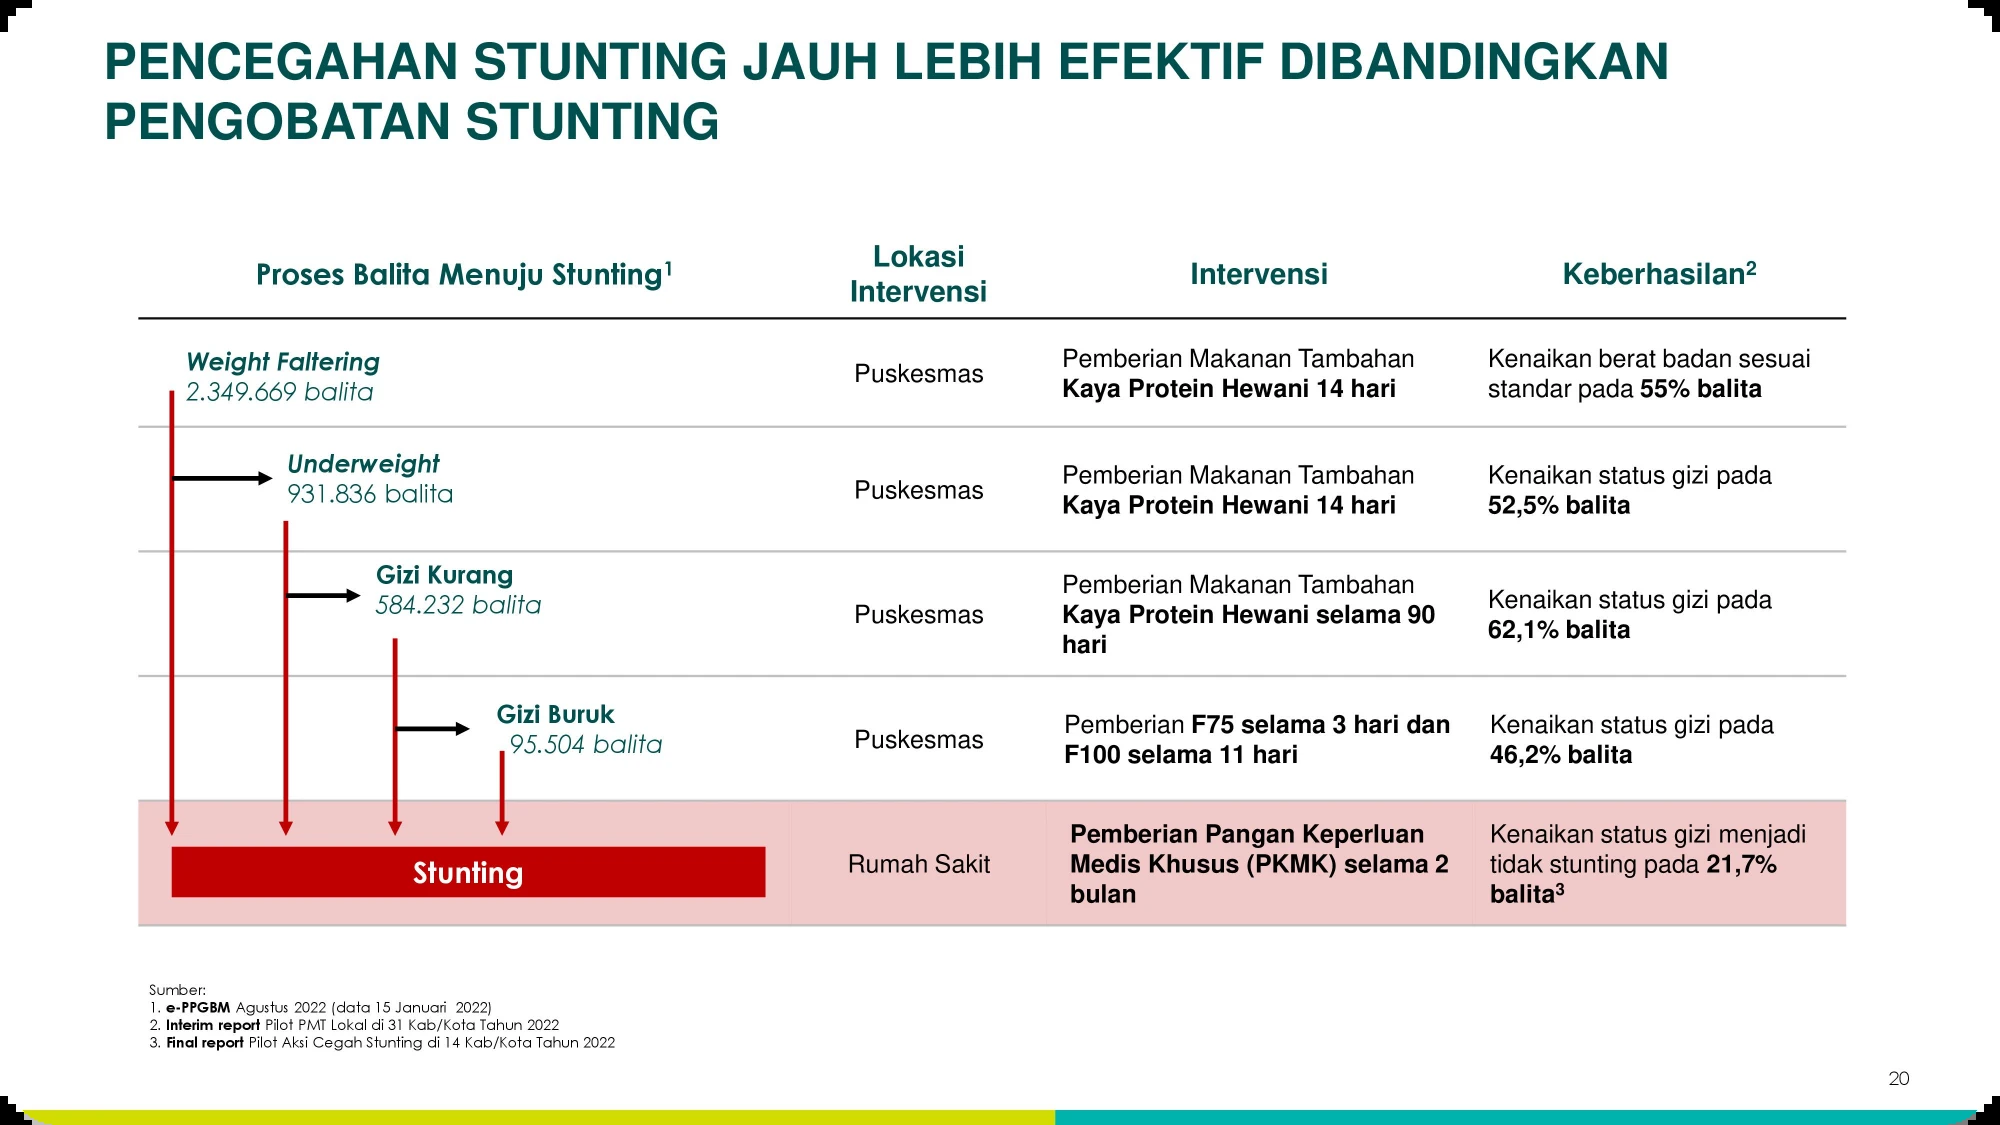 PENCEGAHAN STUNTING JAUH LEBIH EFEKTIF DIBANDINGKAN
PENGOBATAN STUNTING
Proses Balita Menuju Stunting¹
Lokasi
Intervensi
Intervensi
Keberhasilan²
Weight Faltering
2.349.669 balita
Puskesmas
Pemberian Makanan Tambahan
Kaya Protein Hewani 14 hari
Kenaikan berat badan sesuai
standar pada 55% balita
Underweight
931.836 balita
Puskesmas
Pemberian Makanan Tambahan
Kaya Protein Hewani 14 hari
Kenaikan status gizi pada
52,5% balita
Gizi Kurang
584.232 balita
Puskesmas
Pemberian Makanan Tambahan
Kaya Protein Hewani selama 90
hari
Kenaikan status gizi pada
62,1% balita
Gizi Buruk
95.504 balita
Puskesmas
Pemberian F75 selama 3 hari dan
F100 selama 11 hari
Kenaikan status gizi pada
46,2% balita
Stunting
Rumah Sakit
Pemberian Pangan Keperluan
Medis Khusus (PKMK) selama 2
bulan
Kenaikan status gizi menjadi
tidak stunting pada 21,7%
balita³
Sumber:
1. e-PPGBM Agustus 2022 (data 15 Januari 2022)
2. Interim report Pilot PMT Lokal di 31 Kab/Kota Tahun 2022
3. Final report Pilot Aksi Cegah Stunting di 14 Kab/Kota Tahun 2022
20